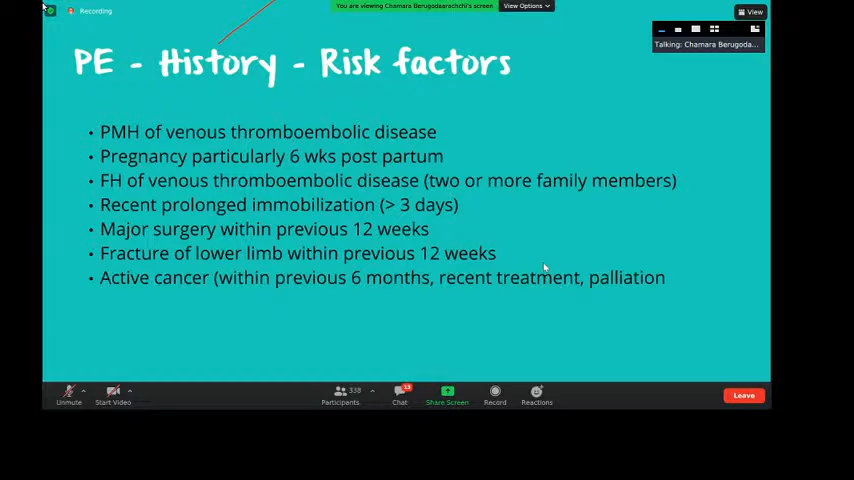 Recording
You are viewing Chamara Berugodaarachchi's screen
View Options
View
Talking: Chamara Berugoda...
PE - History - Risk factors
• PMH of venous thromboembolic disease
• Pregnancy particularly 6 wks post partum
• FH of venous thromboembolic disease (two or more family members)
• Recent prolonged immobilization (> 3 days)
• Major surgery within previous 12 weeks
• Fracture of lower limb within previous 12 weeks
• Active cancer (within previous 6 months, recent treatment, palliation
338
33
Unmute
Start Video
Participants
Chat
Share Screen
Record
Reactions
Leave